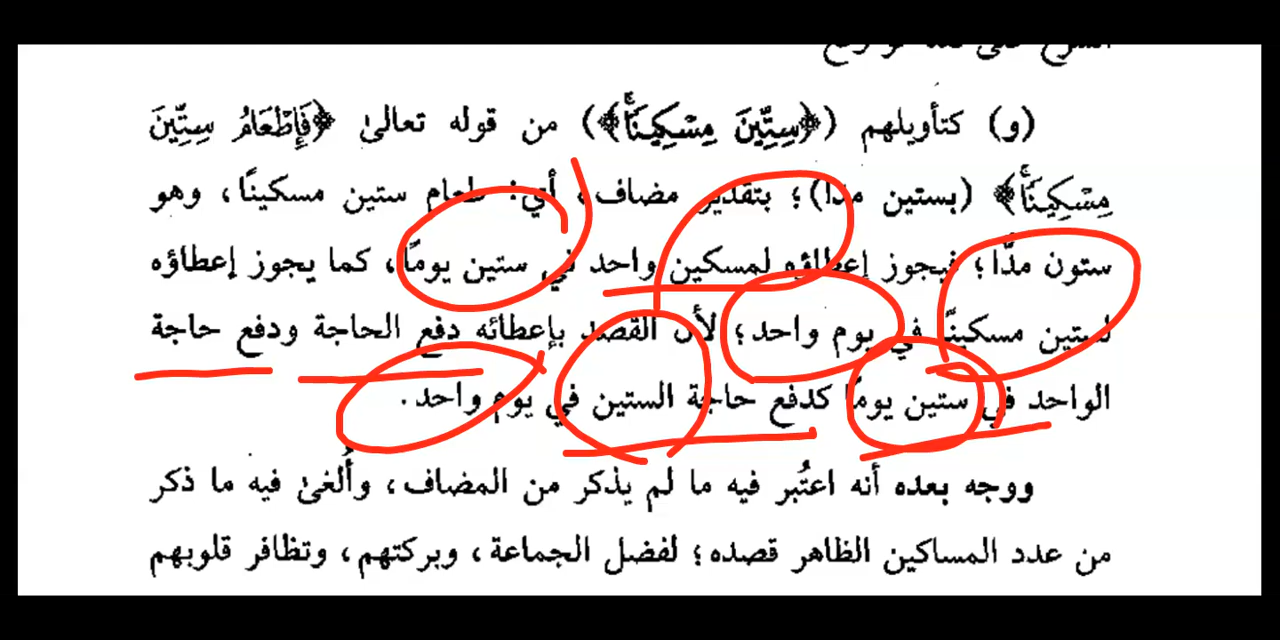 (و) كتأويلهم (﴿سِتِّينَ مِسْكِينًا﴾) من قوله تعالىٰ ﴿فَإِطْعَامُ سِتِّينَ
مِسْكِينًا﴾ (بستين مدًّا)؛ بتقدير مضاف، أي: طعام ستين مسكينًا، وهو
ستون مدًّا؛ فيجوز إعطاؤه لمسكين واحد في ستين يومًا، كما يجوز إعطاؤه
لستين مسكينًا في يوم واحد؛ لأن القصد بإعطائه دفع الحاجة ودفع حاجة
الواحد في ستين يومًا كدفع حاجة الستين في يوم واحد.
ووجه بعده أنه اعتُبر فيه ما لم يذكر من المضاف، وأُلغىٰ فيه ما ذكر
من عدد المساكين الظاهر قصده؛ لفضل الجماعة، وبركتهم، وتظافر قلوبهم